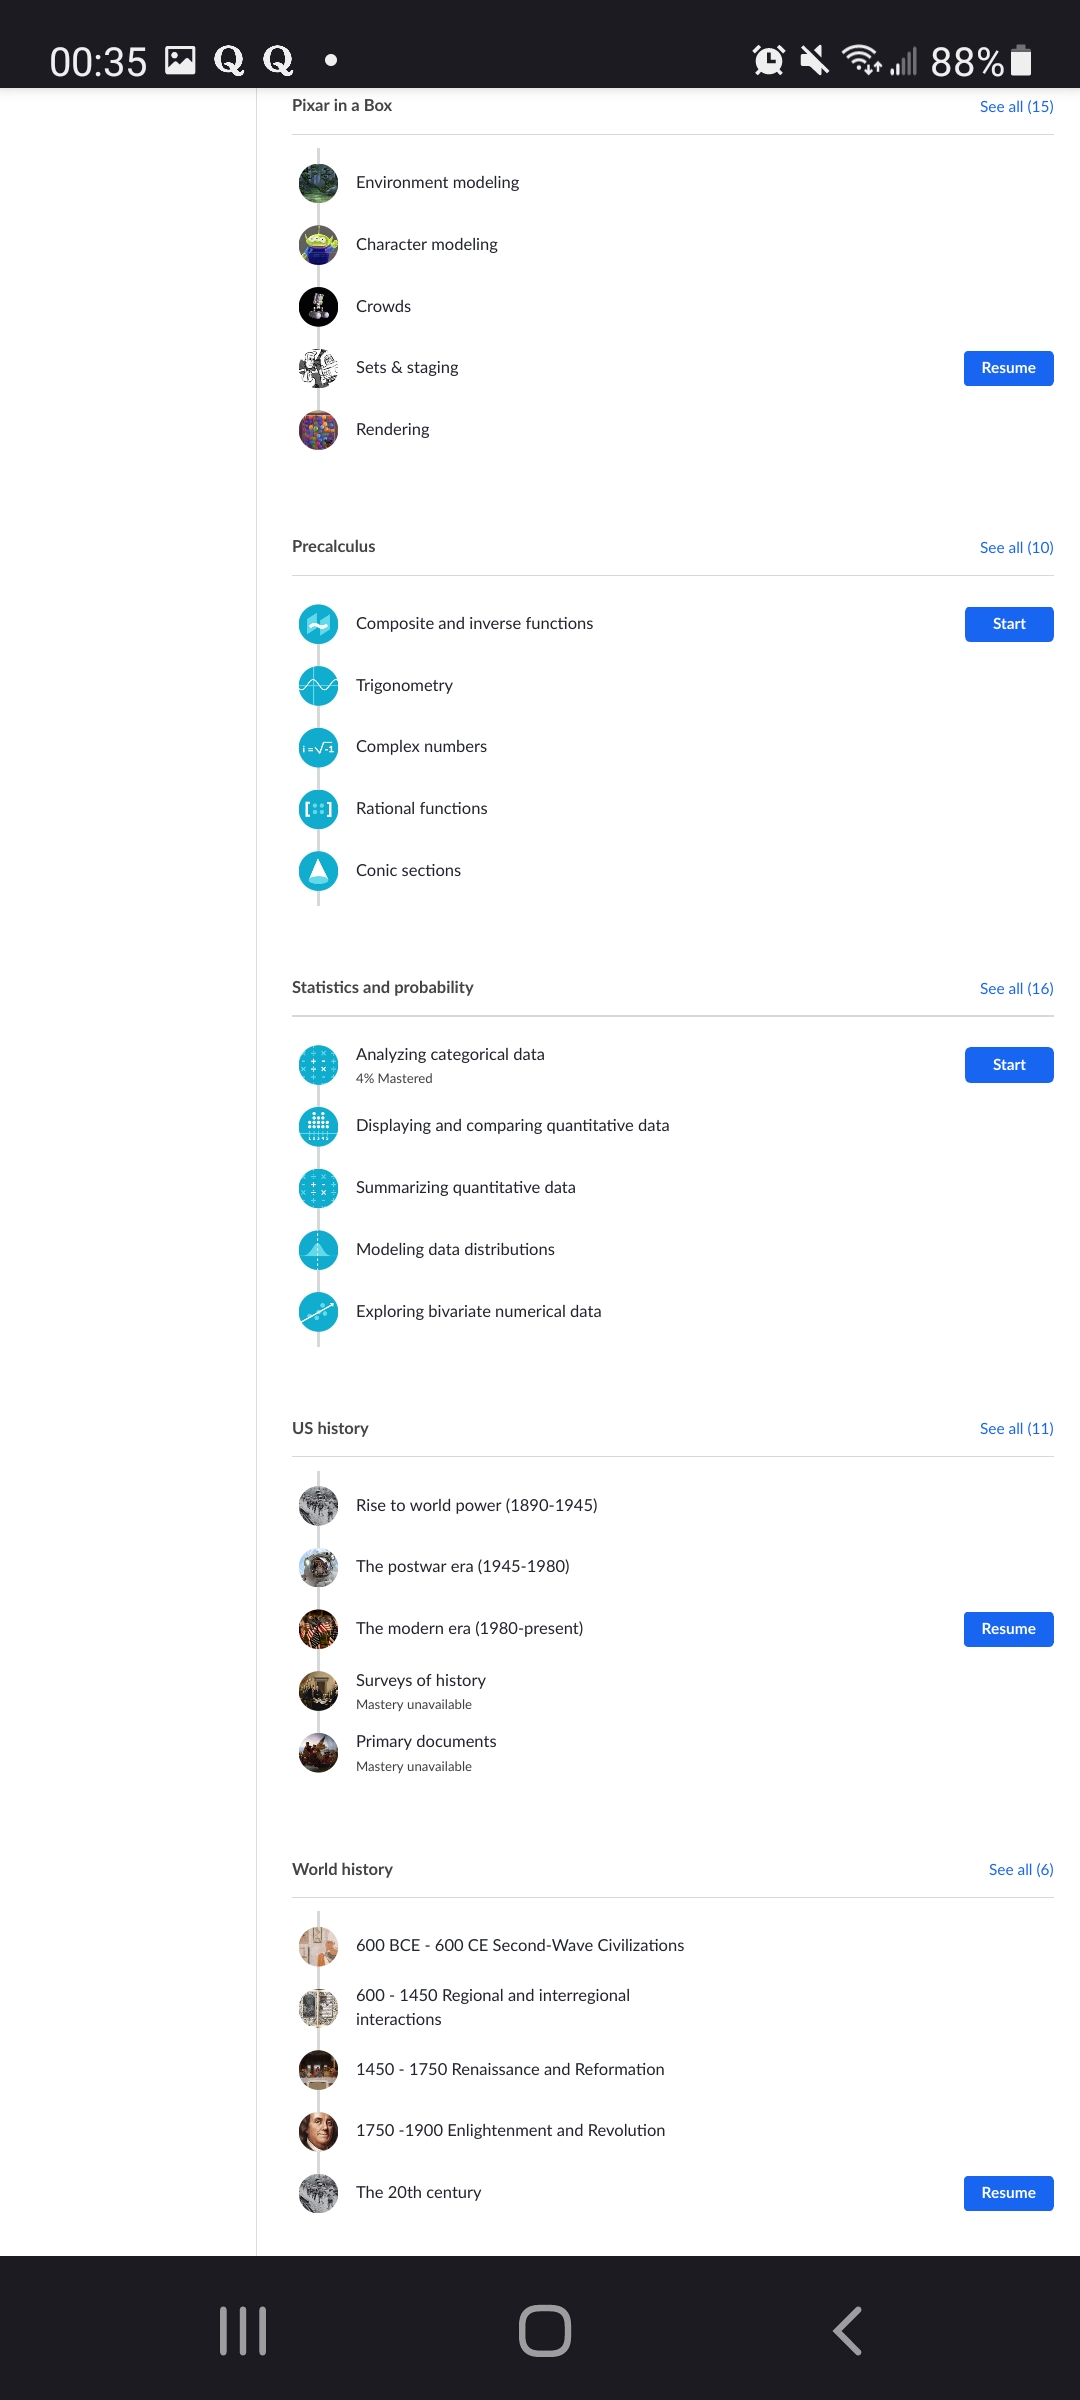 00:35
88%
Pixar in a Box
See all (15)
Environment modeling
Character modeling
Crowds
Sets & staging
Resume
Rendering
Precalculus
See all (10)
Composite and inverse functions
Start
Trigonometry
i=√-1
Complex numbers
Rational functions
Conic sections
Statistics and probability
See all (16)
Analyzing categorical data
Start
4% Mastered
Displaying and comparing quantitative data
Summarizing quantitative data
Modeling data distributions
Exploring bivariate numerical data
US history
See all (11)
Rise to world power (1890-1945)
The postwar era (1945-1980)
The modern era (1980-present)
Resume
Surveys of history
Mastery unavailable
Primary documents
Mastery unavailable
World history
See all (6)
600 BCE - 600 CE Second-Wave Civilizations
600 - 1450 Regional and interregional
interactions
1450 - 1750 Renaissance and Reformation
1750 -1900 Enlightenment and Revolution
The 20th century
Resume